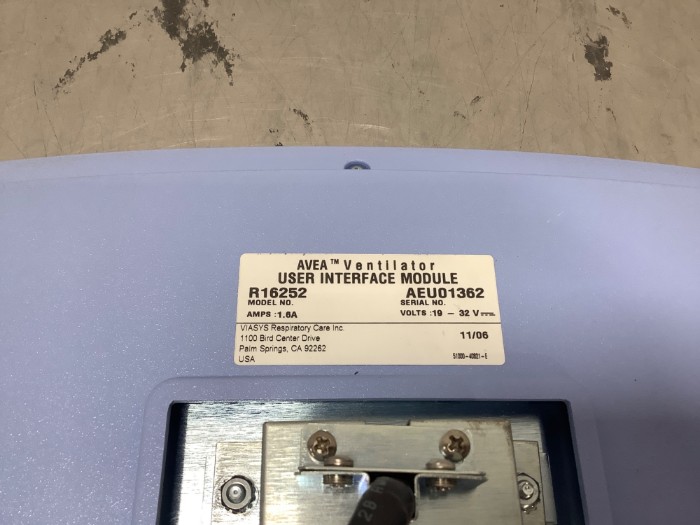 AVEA™ Ventilator
USER INTERFACE MODULE
R16252 AEU01362
MODEL NO. SERIAL NO.
AMPS :1.6A VOLTS :19 – 32 V
VIASYS Respiratory Care Inc.
1100 Bird Center Drive 11/06
Palm Springs, CA 92262
USA